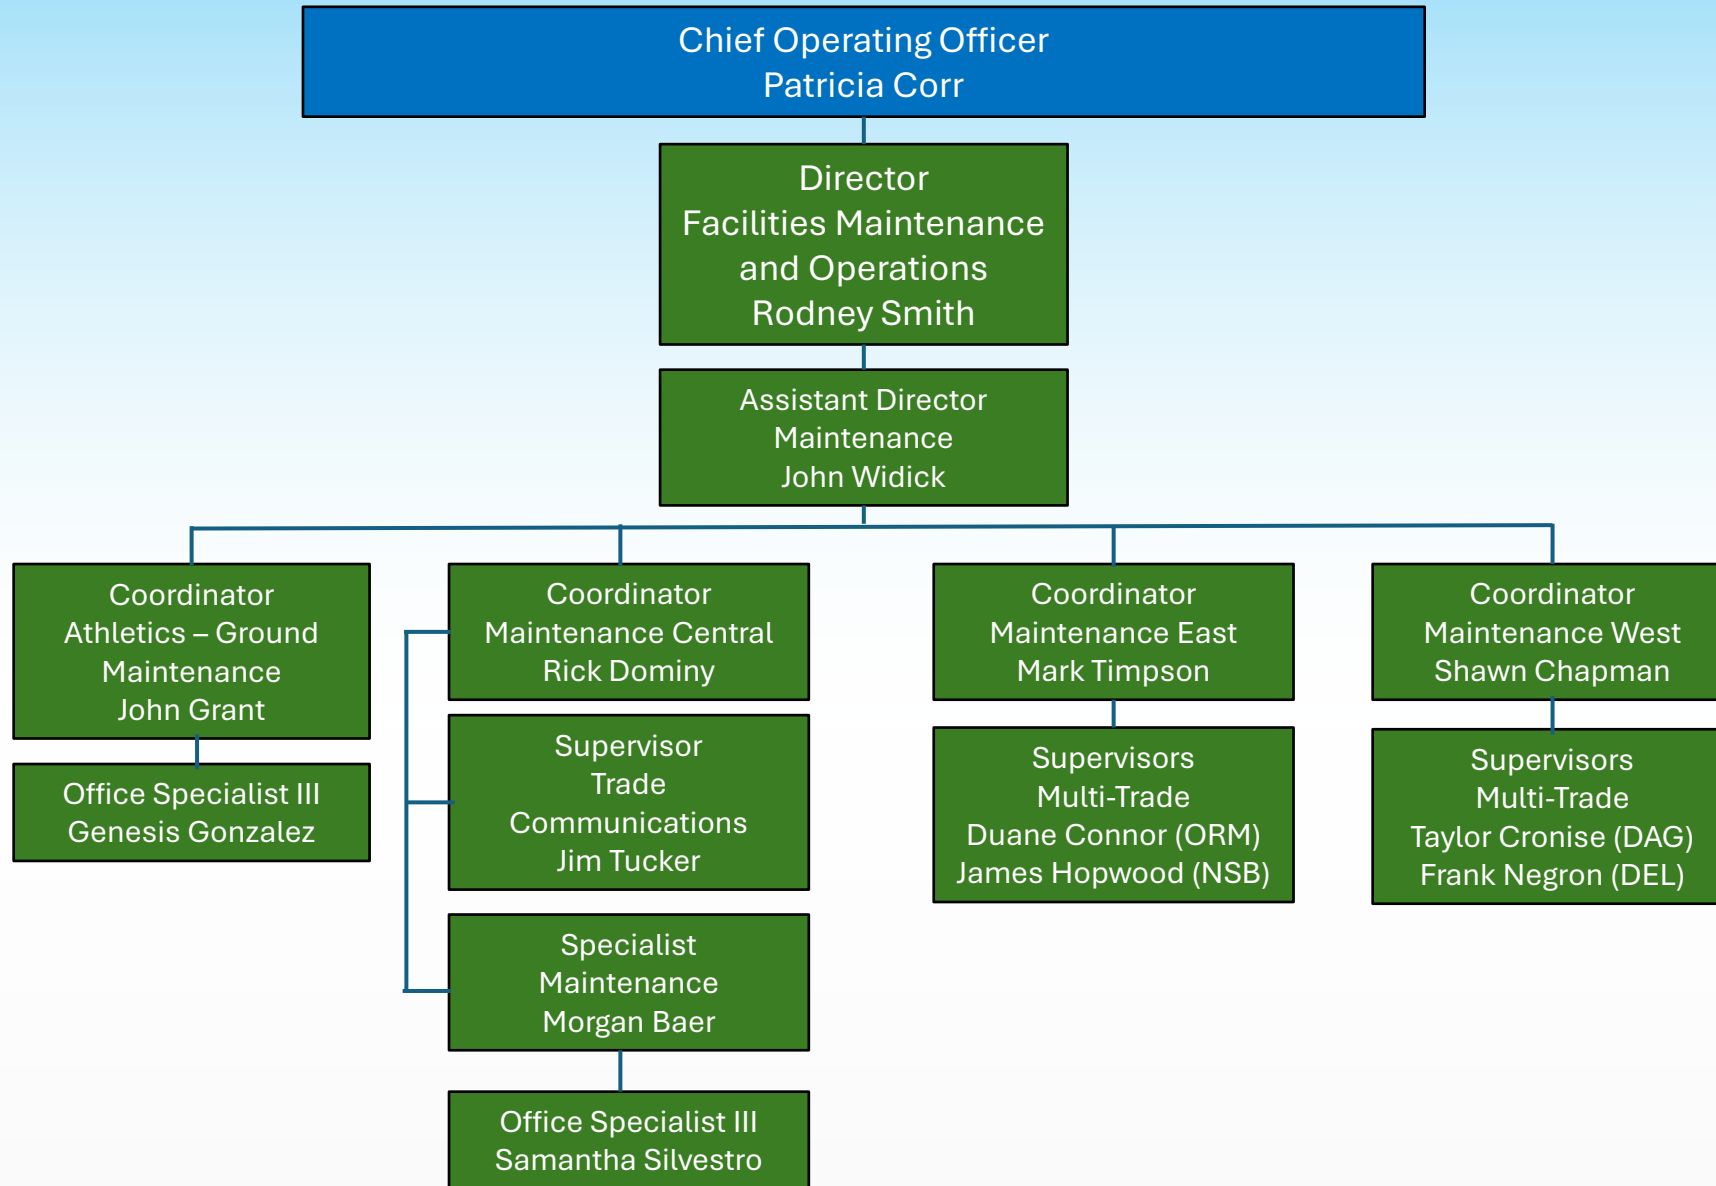 Chief Operating Officer
Patricia Corr
Director
Facilities Maintenance
and Operations
Rodney Smith
Assistant Director
Maintenance
John Widick
Coordinator
Athletics – Ground
Maintenance
John Grant
Office Specialist III
Genesis Gonzalez
Coordinator
Maintenance Central
Rick Dominy
Supervisor
Trade
Communications
Jim Tucker
Specialist
Maintenance
Morgan Baer
Office Specialist III
Samantha Silvestro
Coordinator
Maintenance East
Mark Timpson
Supervisors
Multi-Trade
Duane Connor (ORM)
James Hopwood (NSB)
Coordinator
Maintenance West
Shawn Chapman
Supervisors
Multi-Trade
Taylor Cronise (DAG)
Frank Negron (DEL)